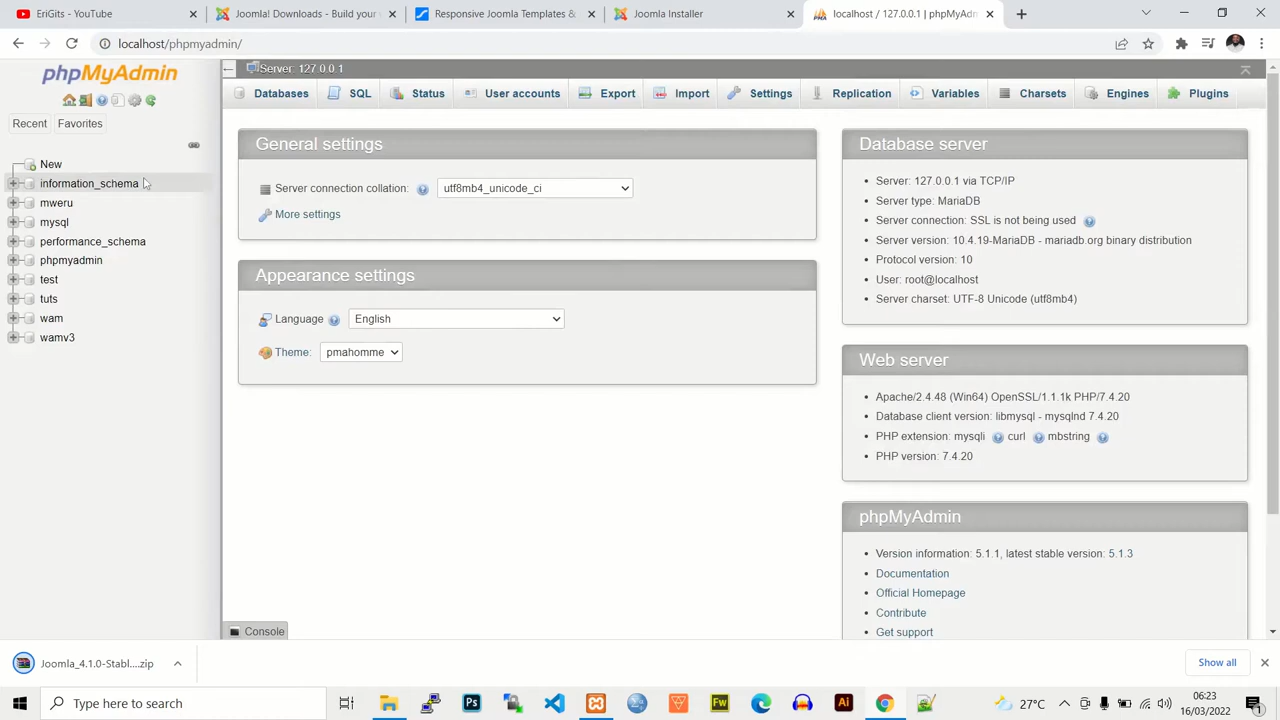 EriGits - YouTube
Joomla! Downloads - Build your
Responsive Joomla Templates &
Joomla Installer
localhost / 127.0.0.1 | phpMyAdm
localhost/phpmyadmin/
phpMyAdmin
Server: 127.0.0.1
Databases
SQL
Status
User accounts
Export
Import
Settings
Replication
Variables
Charsets
Engines
Plugins
Recent
Favorites
New
information_schema
mweru
mysql
performance_schema
phpmyadmin
test
tuts
wam
wamv3
General settings
Server connection collation:
utf8mb4_unicode_ci
More settings
Appearance settings
Language
English
Theme:
pmahomme
Database server
Server: 127.0.0.1 via TCP/IP
Server type: MariaDB
Server connection: SSL is not being used
Server version: 10.4.19-MariaDB - mariadb.org binary distribution
Protocol version: 10
User: root@localhost
Server charset: UTF-8 Unicode (utf8mb4)
Web server
Apache/2.4.48 (Win64) OpenSSL/1.1.1k PHP/7.4.20
Database client version: libmysql - mysqlnd 7.4.20
PHP extension: mysqli curl mbstring
PHP version: 7.4.20
phpMyAdmin
Version information: 5.1.1, latest stable version: 5.1.3
Documentation
Official Homepage
Contribute
Get support
Console
Joomla_4.1.0-Stabl....zip
Show all
Type here to search
Ps
Fw
Ai
27°C
06:23
16/03/2022
1